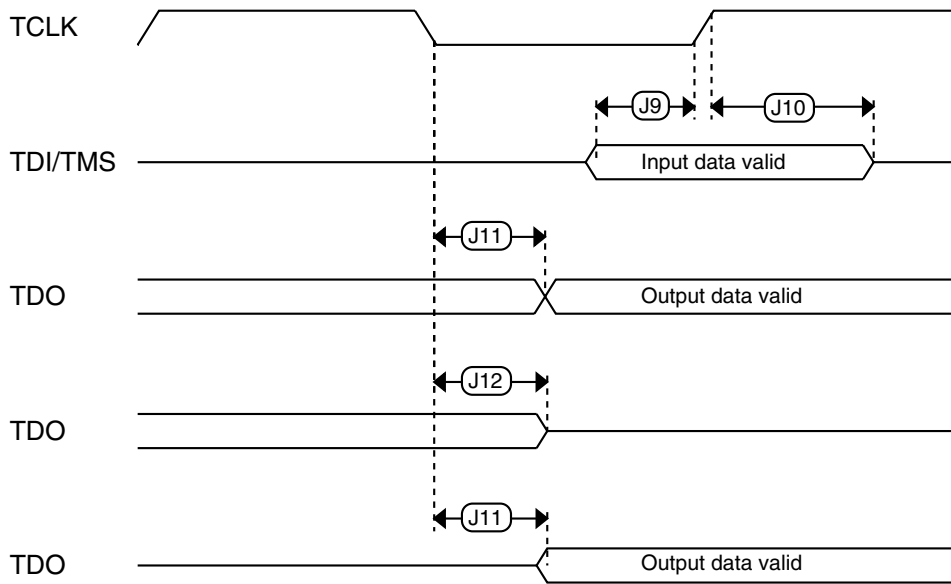 TCLK
J9
J10
TDI/TMS
Input data valid
J11
TDO
Output data valid
J12
TDO
J11
TDO
Output data valid